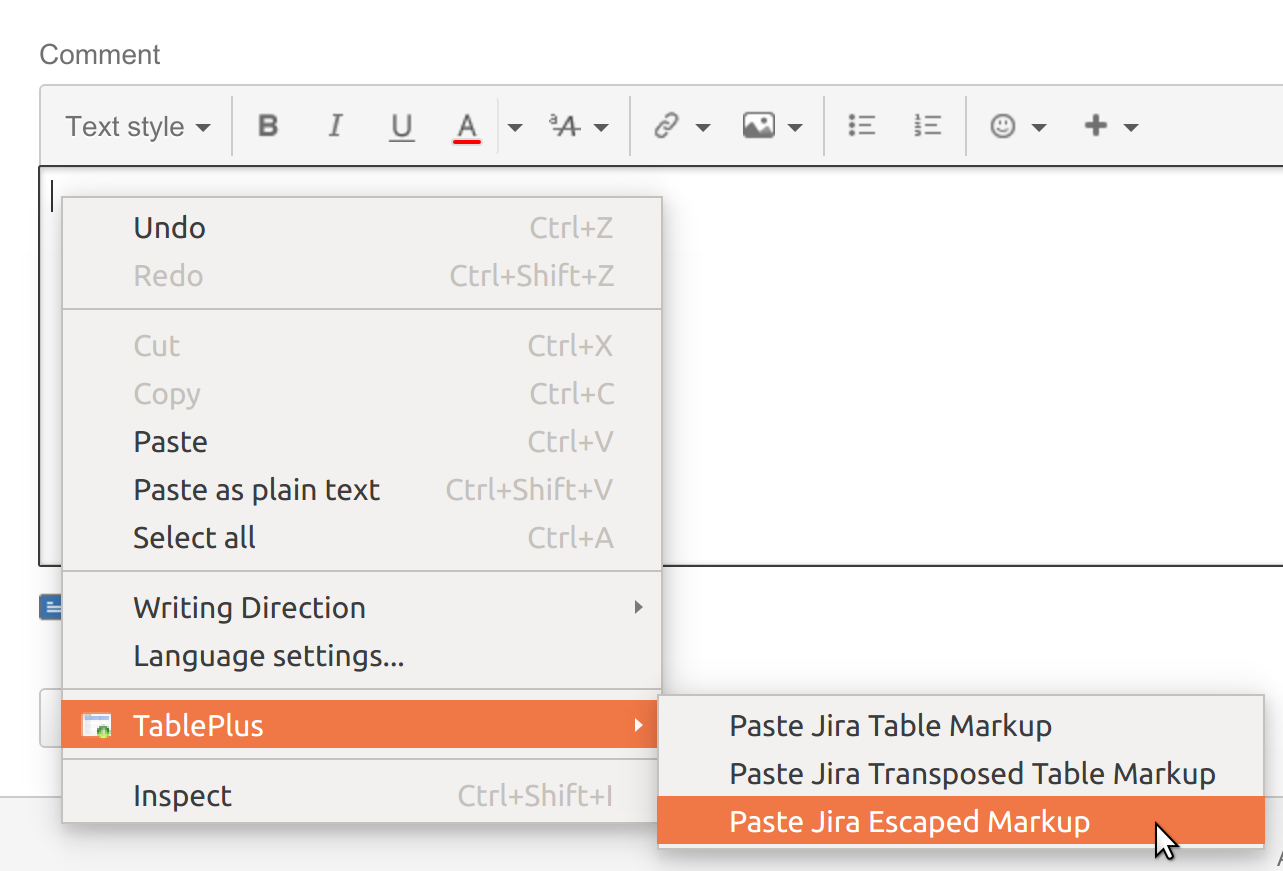 Comment
Text style B I U A ªA
Undo Ctrl+Z
Redo Ctrl+Shift+Z
Cut Ctrl+X
Copy Ctrl+C
Paste Ctrl+V
Paste as plain text Ctrl+Shift+V
Select all Ctrl+A
Writing Direction
Language settings...
TablePlus
Paste Jira Table Markup
Paste Jira Transposed Table Markup
Inspect Ctrl+Shift+I
Paste Jira Escaped Markup